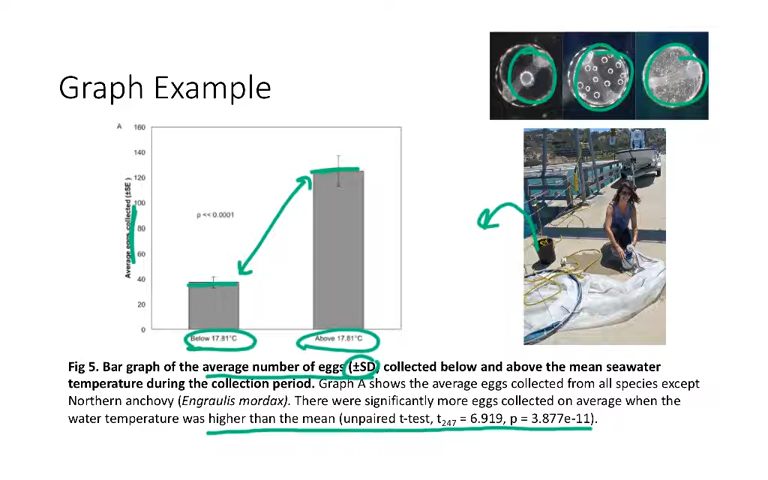 Graph Example
A
160
140
120
100
80
60
40
20
0
Average eggs collected (±SE)
p << 0.0001
Below 17.81°C
Above 17.81°C
Fig 5. Bar graph of the average number of eggs (±SD) collected below and above the mean seawater
temperature during the collection period. Graph A shows the average eggs collected from all species except
Northern anchovy (Engraulis mordax). There were significantly more eggs collected on average when the
water temperature was higher than the mean (unpaired t-test, t247 = 6.919, p = 3.877e-11).